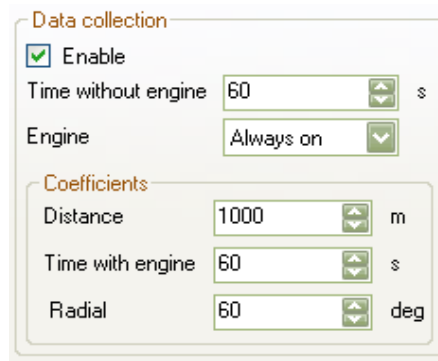 Data collection
Enable
Time without engine 60 s
Engine Always on
Coefficients
Distance 1000 m
Time with engine 60 s
Radial 60 deg